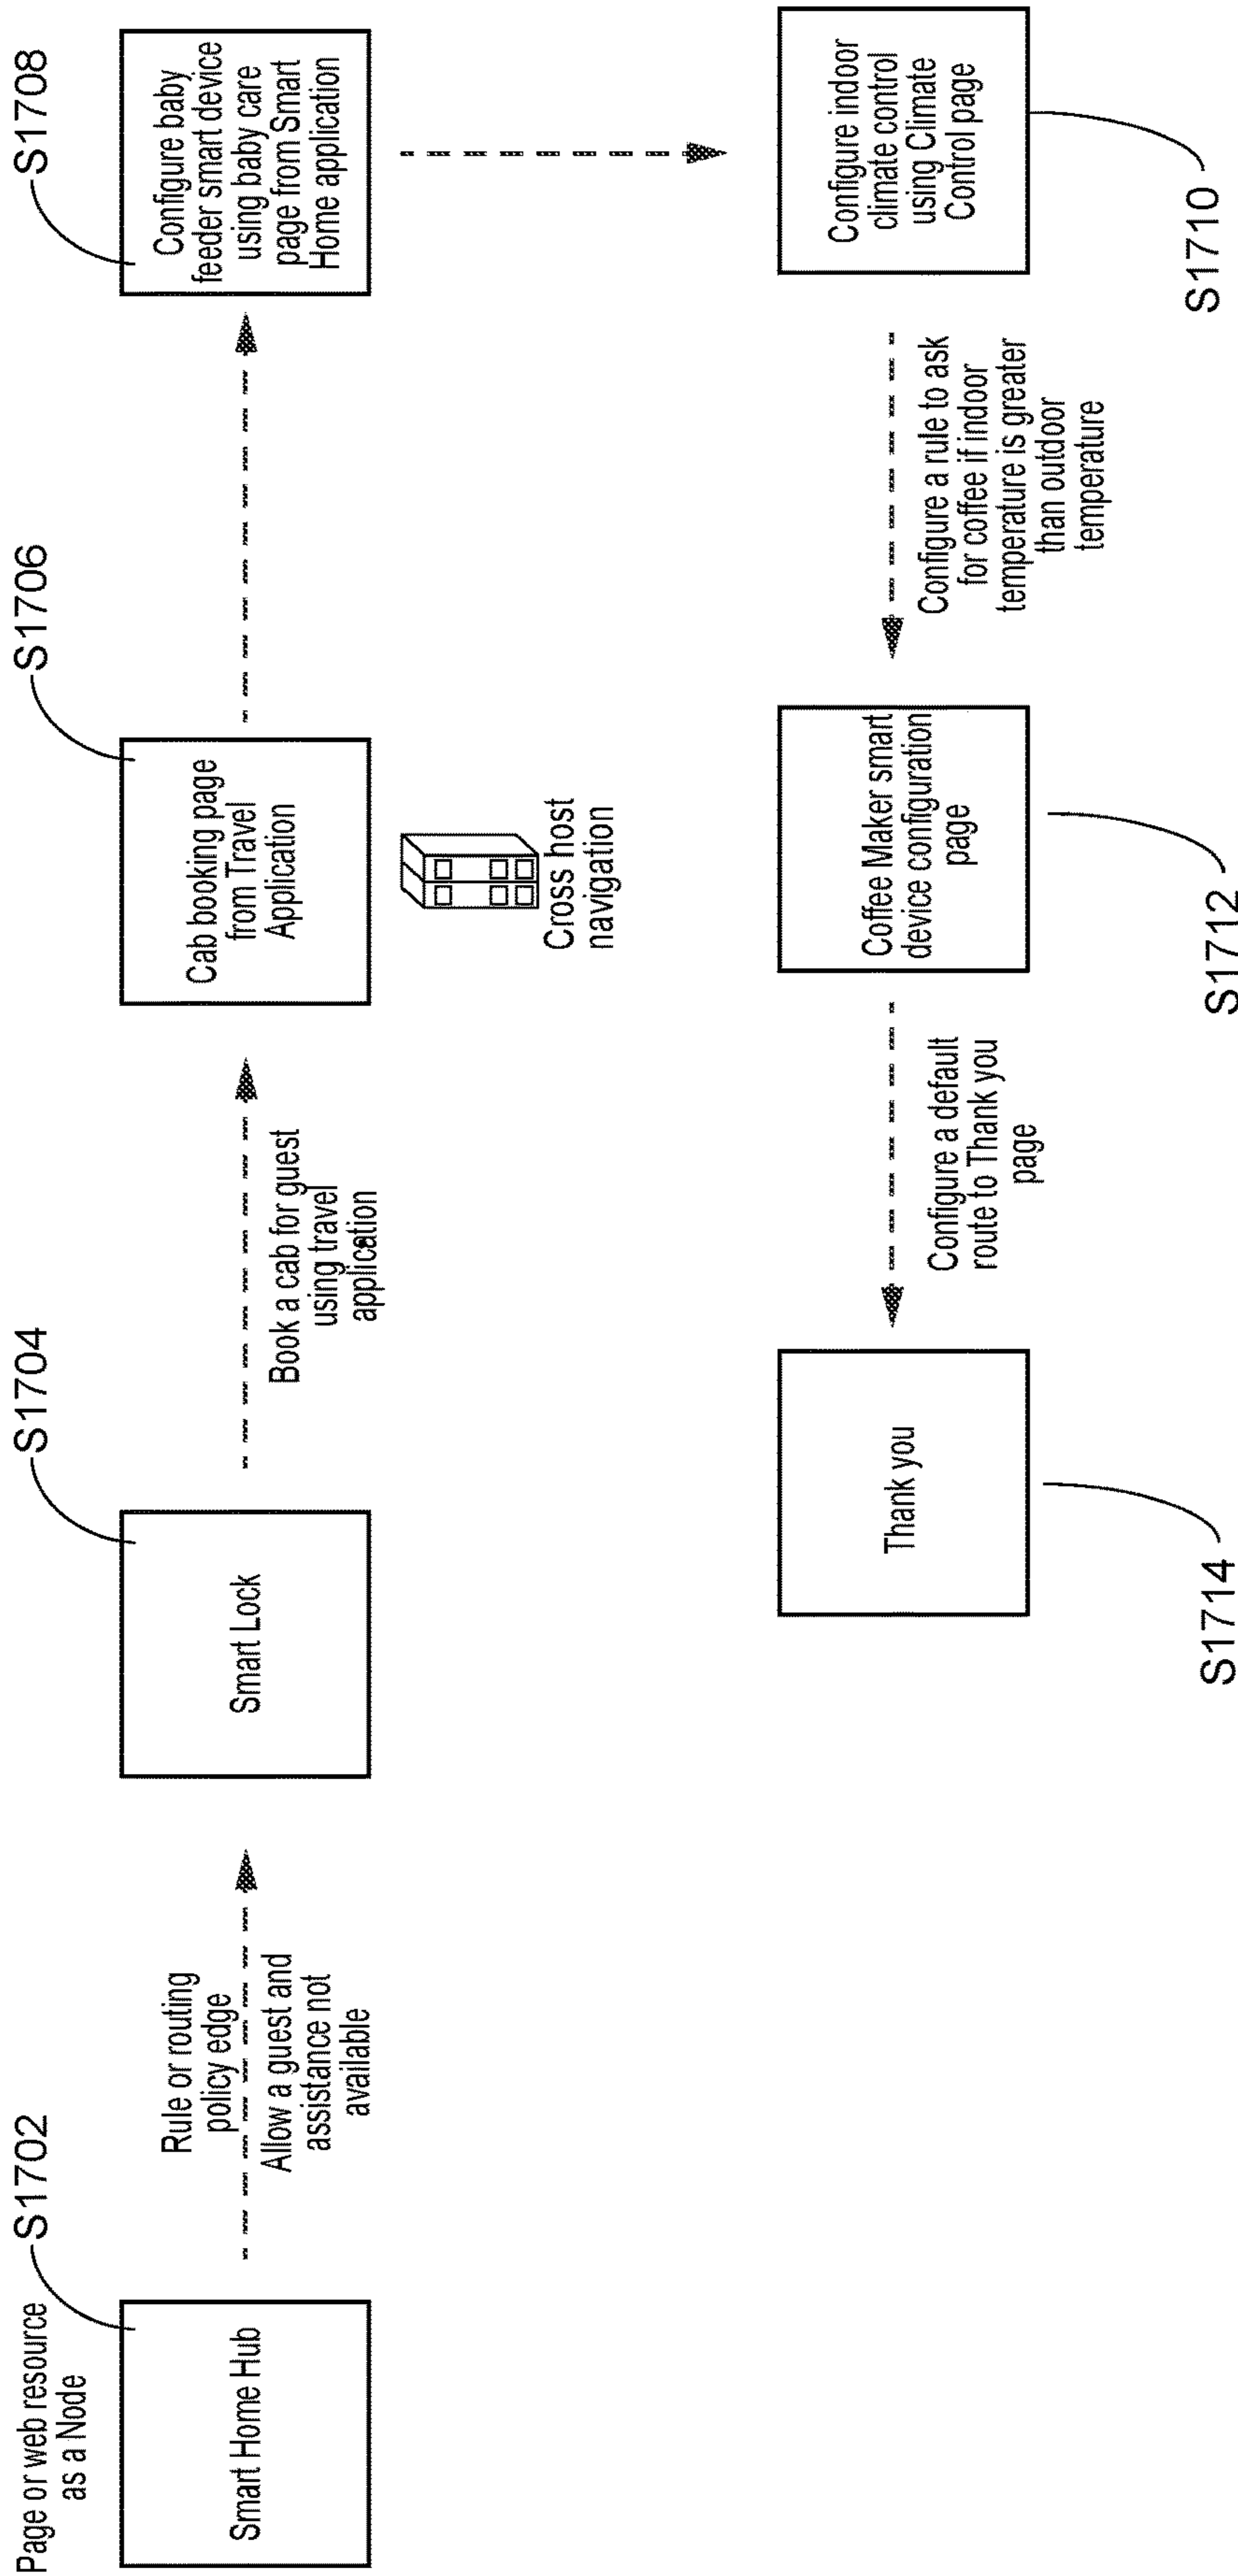 Page or web resource
as a Node
S1702
Smart Home Hub
Rule or routing
policy edge
Allow a guest and
assistance not
available
S1704
Smart Lock
Book a cab for guest
using travel
application
S1706
Cab booking page
from Travel
Application
Cross host
navigation
S1708
Configure baby
feeder smart device
using baby care
page from Smart
Home application
Configure indoor
climate control
using Climate
Control page
S1710
Configure a rule to ask
for coffee if indoor
temperature is greater
than outdoor
temperature
Coffee Maker smart
device configuration
page
S1712
Configure a default
route to Thank you
page
Thank you
S1714